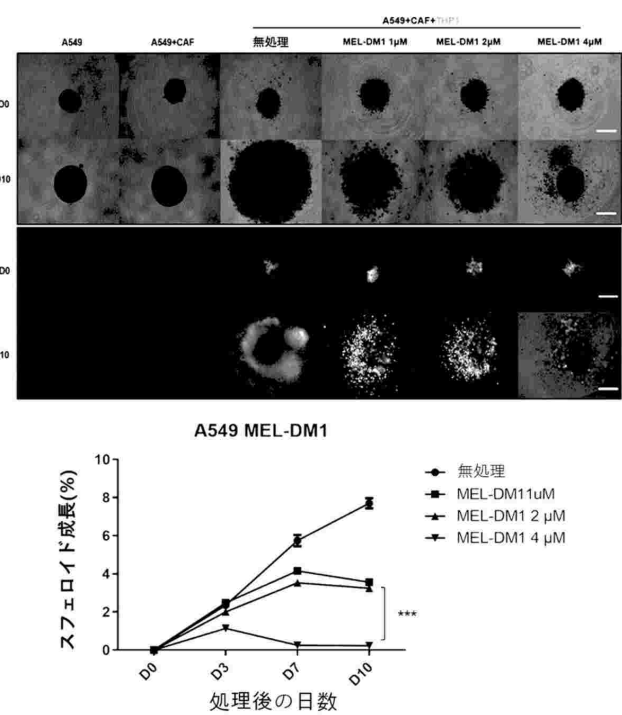 A549+CAF+THP1
A549 A549+CAF 無処理 MEL-DM1 1μM MEL-DM1 2μM MEL-DM1 4μM
D0
D10
D0
10
A549 MEL-DM1
スフェロイド成長(%)
10
8
6
4
2
0
D0 D3 D7 D10
処理後の日数
無処理
MEL-DM11uM
MEL-DM1 2 μM
MEL-DM1 4 μM
***